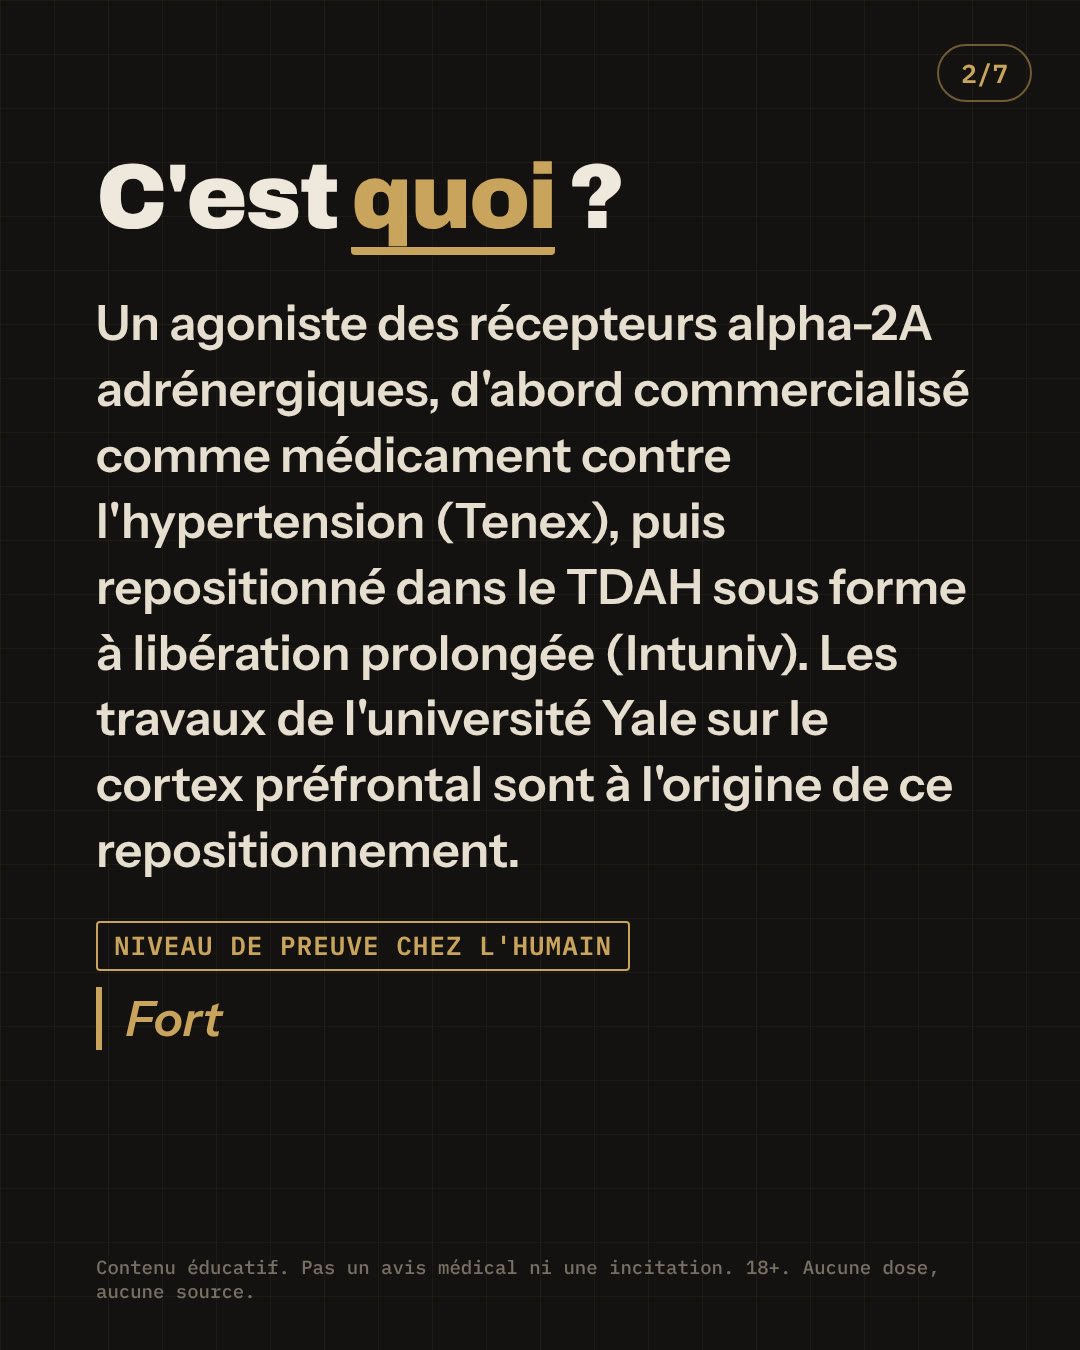 2/7
C'est quoi ?
Un agoniste des récepteurs alpha-2A
adrénergiques, d'abord commercialisé
comme médicament contre
l'hypertension (Tenex), puis
repositionné dans le TDAH sous forme
à libération prolongée (Intuniv). Les
travaux de l'université Yale sur le
cortex préfrontal sont à l'origine de ce
repositionnement.
NIVEAU DE PREUVE CHEZ L'HUMAIN
Fort
Contenu éducatif. Pas un avis médical ni une incitation. 18+. Aucune dose,
aucune source.